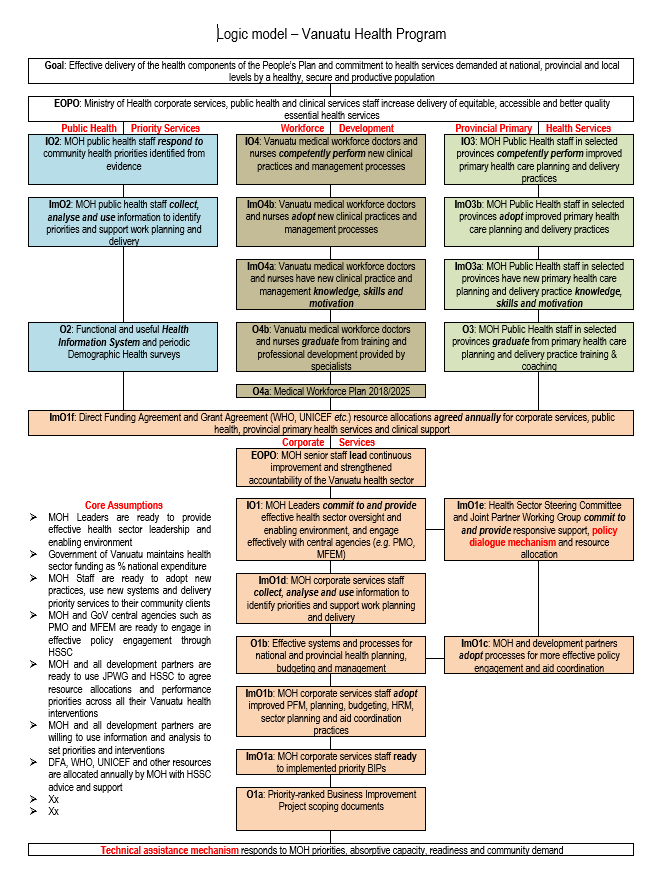 Logic model – Vanuatu Health Program
Goal: Effective delivery of the health components of the People's Plan and commitment to health services demanded at national, provincial and local
levels by a healthy, secure and productive population
EOPO: Ministry of Health corporate services, public health and clinical services staff increase delivery of equitable, accessible and better quality
essential health services
Public Health Priority Services
IO2: MOH public health staff respond to
community health priorities identified from
evidence
ImO2: MOH public health staff collect,
analyse and use information to identify
priorities and support work planning and
delivery
O2: Functional and useful Health
Information System and periodic
Demographic Health surveys
Workforce Development
IO4: Vanuatu medical workforce doctors and
nurses competently perform new clinical
practices and management processes
ImO4b: Vanuatu medical workforce doctors
and nurses adopt new clinical practices and
management processes
ImO4a: Vanuatu medical workforce doctors
and nurses have new clinical practice and
management knowledge, skills and
motivation
O4b: Vanuatu medical workforce doctors
and nurses graduate from training and
professional development provided by
specialists
O4a: Medical Workforce Plan 2018/2025
Provincial Primary Health Services
IO3: MOH Public Health Staff in selected
provinces competently perform improved
primary health care planning and delivery
practices
ImO3b: MOH Public Health Staff in selected
provinces adopt improved primary health
care planning and delivery practices
ImO3a: MOH Public Health Staff in selected
provinces have new primary health care
planning and delivery practice knowledge,
skills and motivation
O3: MOH Public Health Staff in selected
provinces graduate from primary health care
planning and delivery practice training &
coaching
ImO1f: Direct Funding Agreement and Grant Agreement (WHO, UNICEF etc.) resource allocations agreed annually for corporate services, public
health, provincial primary health services and clinical support
Corporate Services
EOPO: MOH senior staff lead continuous
improvement and strengthened
accountability of the Vanuatu health sector
IO1: MOH Leaders commit to and provide
effective health sector oversight and
enabling environment, and engage
effectively with central agencies (e.g. PMO,
MFEM)
ImO1e: Health Sector Steering Committee
and Joint Partner Working Group commit to
and provide responsive support, policy
dialogue mechanism and resource
allocation
ImO1d: MOH corporate services staff
collect, analyse and use information to
identify priorities and support work planning
and delivery
O1b: Effective systems and processes for
national and provincial health planning,
budgeting and management
ImO1c: MOH and development partners
adopt processes for more effective policy
engagement and aid coordination
ImO1b: MOH corporate services staff adopt
improved PFM, planning, budgeting, HRM,
sector planning and aid coordination
practices
ImO1a: MOH corporate services staff ready
to implemented priority BIPs
O1a: Priority-ranked Business Improvement
Project scoping documents
Core Assumptions
➢ MOH Leaders are ready to provide
effective health sector leadership and
enabling environment
➢ Government of Vanuatu maintains health
sector funding as % national expenditure
➢ MOH Staff are ready to adopt new
practices, use new systems and delivery
priority services to their community clients
➢ MOH and GoV central agencies such as
PMO and MFEM are ready to engage in
effective policy engagement through
HSSC
➢ MOH and all development partners are
ready to use JPWG and HSSC to agree
resource allocations and performance
priorities across all their Vanuatu health
interventions
➢ MOH and all development partners are
willing to use information and analysis to
set priorities and interventions
➢ DFA, WHO, UNICEF and other resources
are allocated annually by MOH with HSSC
advice and support
➢ Xx
➢ Xx
Technical assistance mechanism responds to MOH priorities, absorptive capacity, readiness and community demand